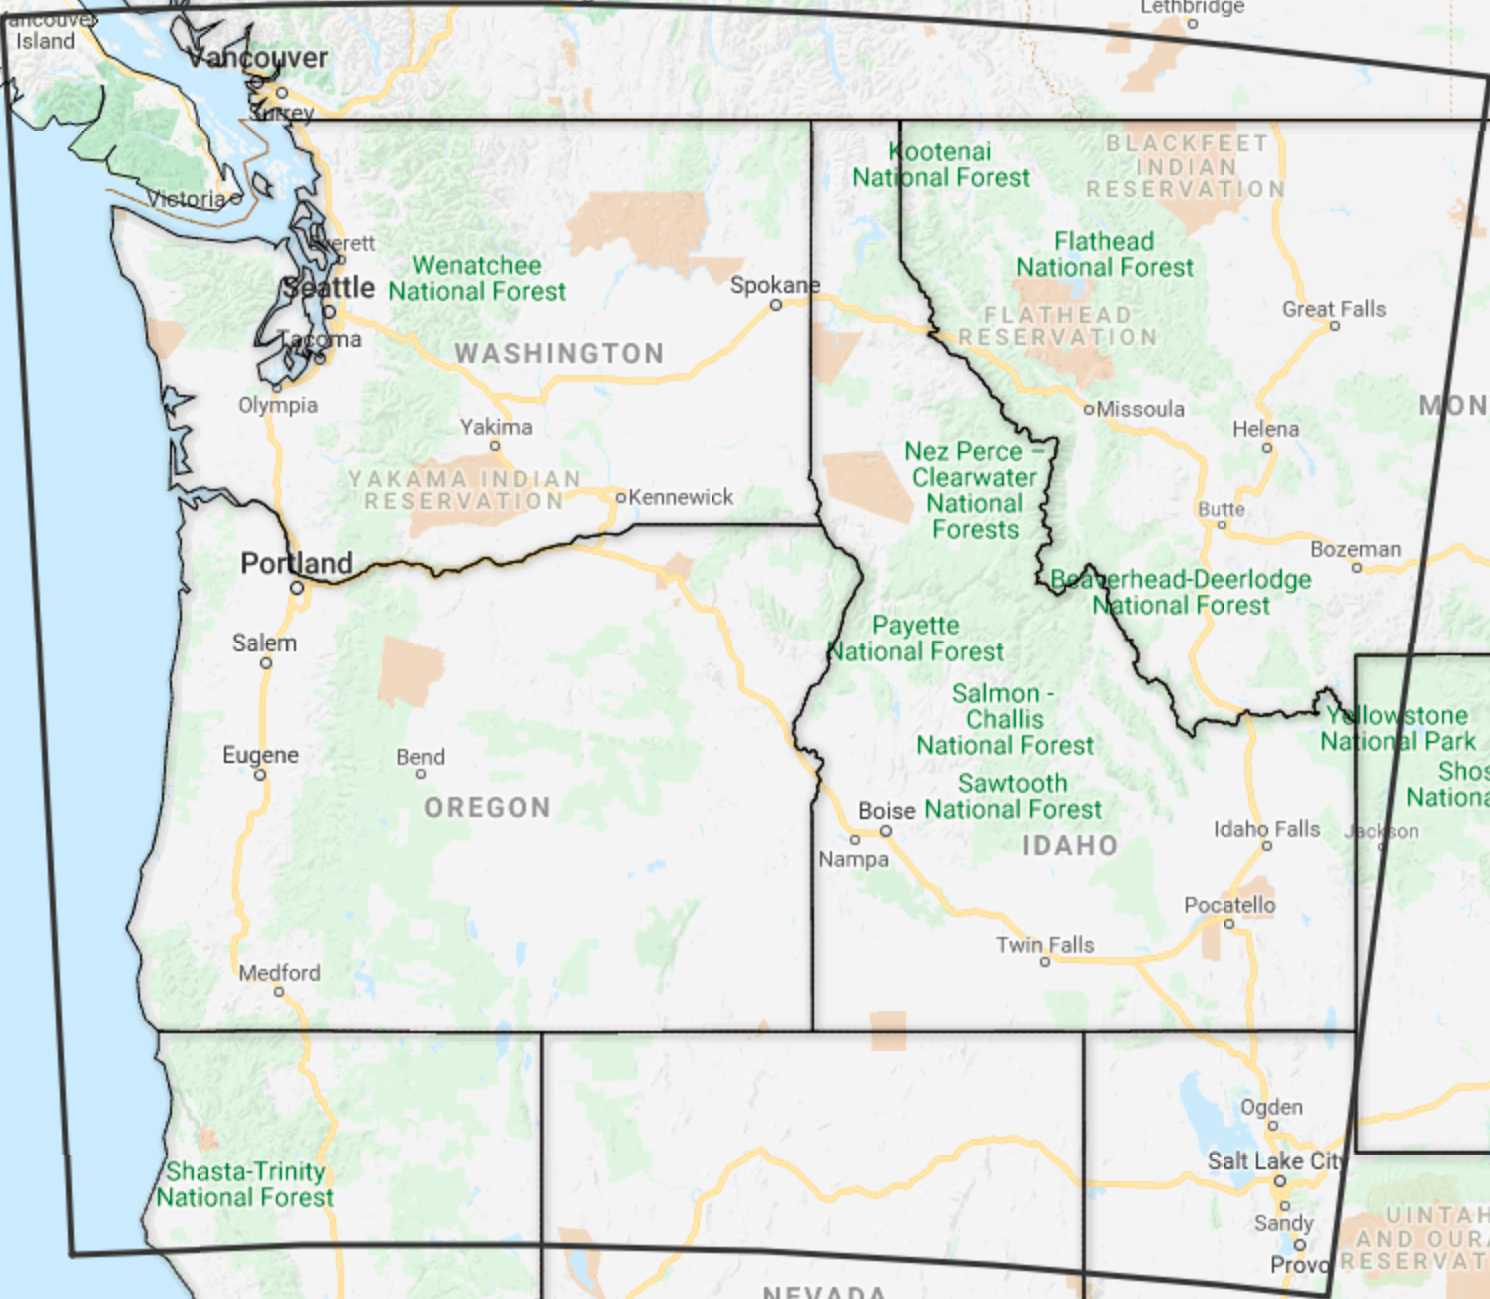 Lethbridge
Island
Vancouver
Surrey
BLACKFEET
INDIAN
RESERVATION
Kootenai
National Forest
Victoria
Everett
Flathead
National Forest
Wenatchee
National Forest
Seattle
Spokane
Great Falls
FLATHEAD
RESERVATION
Tacoma
WASHINGTON
Olympia
Missoula
MON
Yakima
Helena
Nez Perce –
Clearwater
National
Forests
YAKAMA INDIAN
RESERVATION
Kennewick
Butte
Bozeman
Portland
Beaverhead-Deerlodge
National Forest
Salem
Payette
National Forest
Salmon -
Challis
National Forest
Yellowstone
National Park
Eugene
Bend
Shos
Nationa
Sawtooth
National Forest
OREGON
Boise
Nampa
IDAHO
Idaho Falls
Jackson
Pocatello
Twin Falls
Medford
Ogden
Salt Lake City
Shasta-Trinity
National Forest
Sandy
Provo
UINTAH
AND OURA
RESERVAT
NEVADA